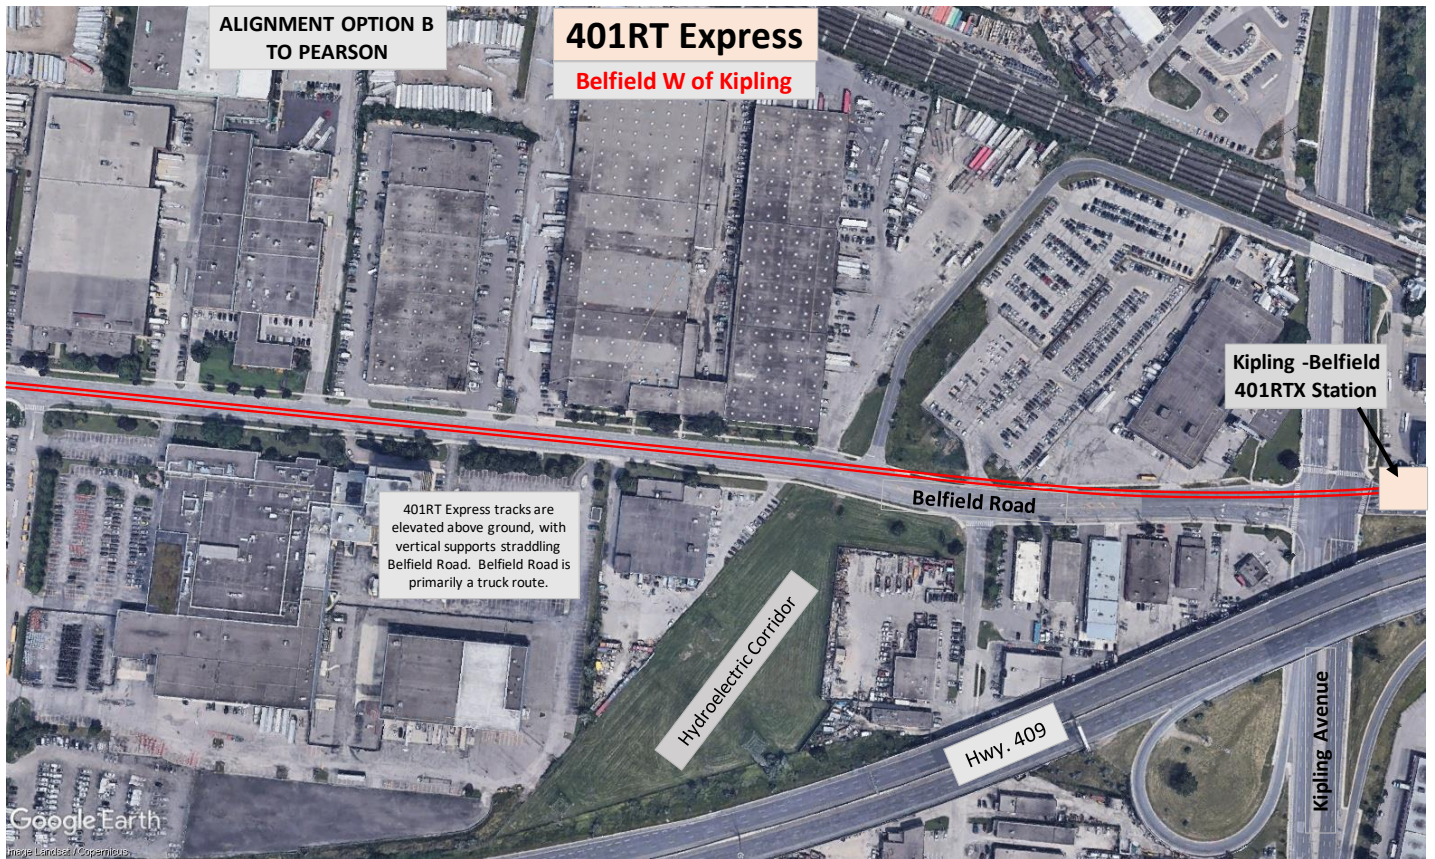 ALIGNMENT OPTION B
TO PEARSON
401RT Express
Belfield W of Kipling
Kipling -Belfield
401RTX Station
Belfield Road
401RT Express tracks are
elevated above ground, with
vertical supports straddling
Belfield Road. Belfield Road is
primarily a truck route.
Hydroelectric Corridor
Hwy. 409
Kipling Avenue
Google Earth
Image Landsat / Copernicus